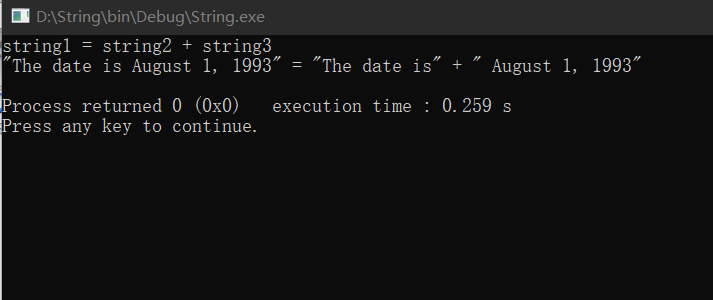 D:\String\bin\Debug\String.exe
string1 = string2 + string3
"The date is August 1, 1993" = "The date is" + " August 1, 1993"
Process returned 0 (0x0)   execution time : 0.259 s
Press any key to continue.